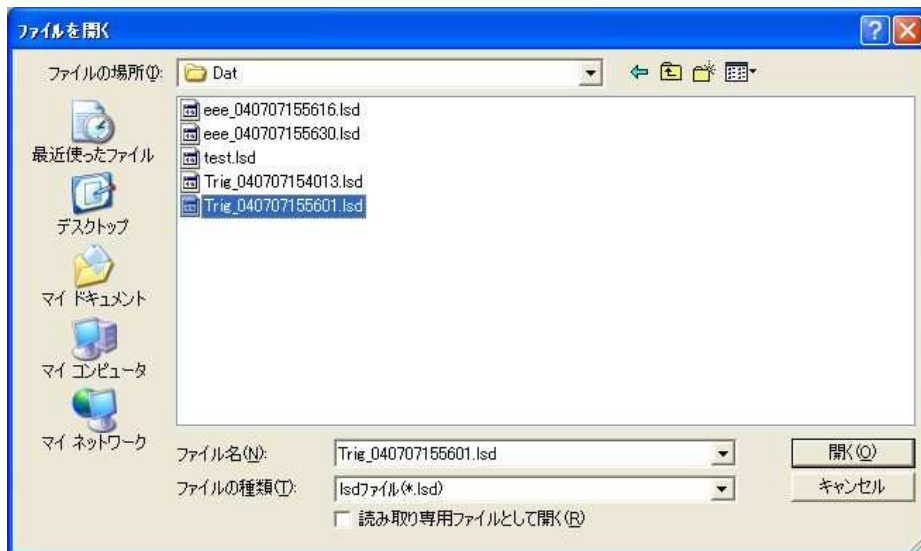 ファイルを開く
ファイルの場所(I):
Dat
最近使ったファイル
デスクトップ
マイ ドキュメント
マイ コンピュータ
マイ ネットワーク
eee_040707155616.lsd
eee_040707155630.lsd
test.lsd
Trig_040707154013.lsd
Trig_040707155601.lsd
ファイル名(N):
Trig_040707155601.lsd
開く(O)
ファイルの種類(T):
lsdファイル(*.lsd)
キャンセル
読み取り専用ファイルとして開く(R)